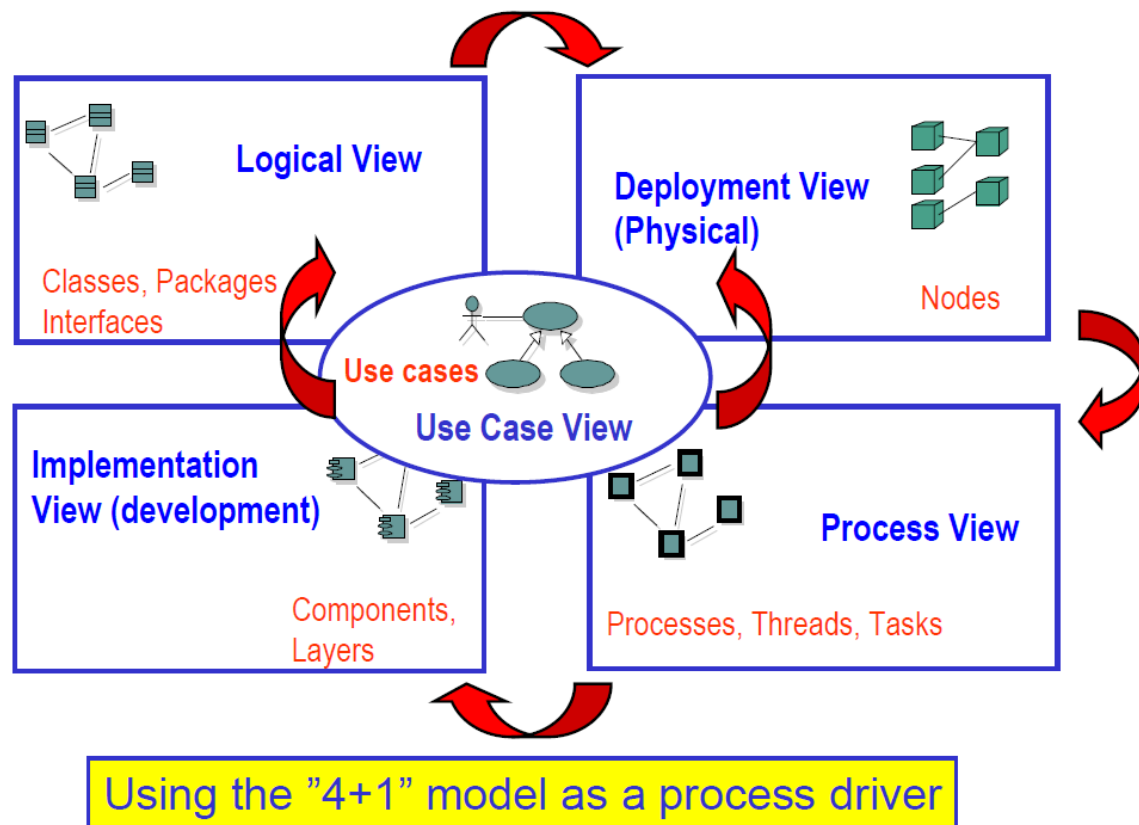 Logical View
Classes, Packages
Interfaces
Deployment View
(Physical)
Nodes
Use cases
Use Case View
Implementation
View (development)
Components,
Layers
Process View
Processes, Threads, Tasks
Using the ”4+1” model as a process driver